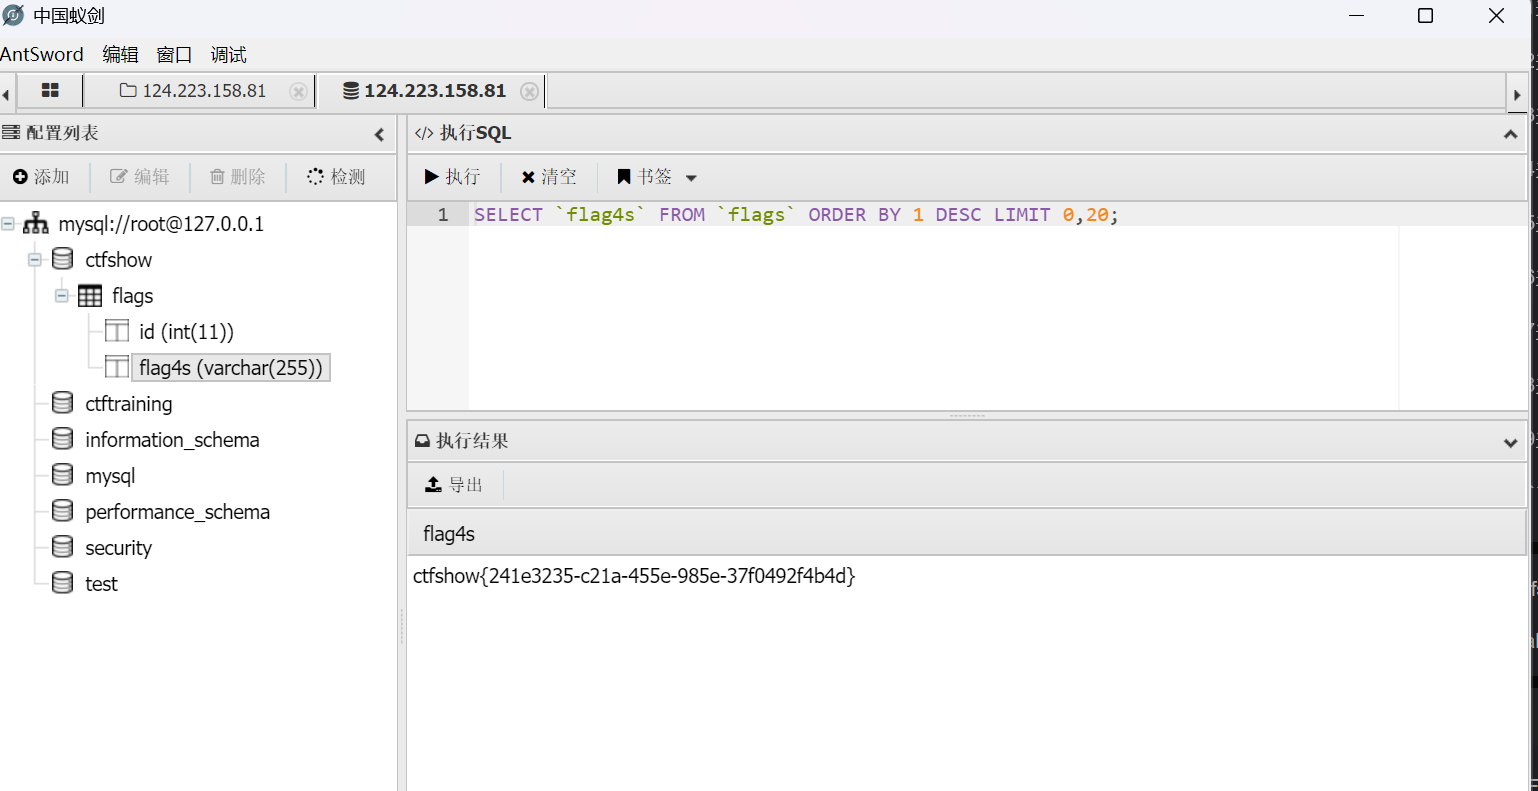 中国蚁剑
AntSword 编辑 窗口 调试
124.223.158.81 124.223.158.81
配置列表
添加 编辑 删除 检测
mysql://root@127.0.0.1
ctfshow
flags
id (int(11))
flag4s (varchar(255))
ctftraining
information_schema
mysql
performance_schema
security
test
</> 执行SQL
执行 清空 书签
1 SELECT `flag4s` FROM `flags` ORDER BY 1 DESC LIMIT 0,20;
执行结果
导出
flag4s
ctfshow{241e3235-c21a-455e-985e-37f0492f4b4d}